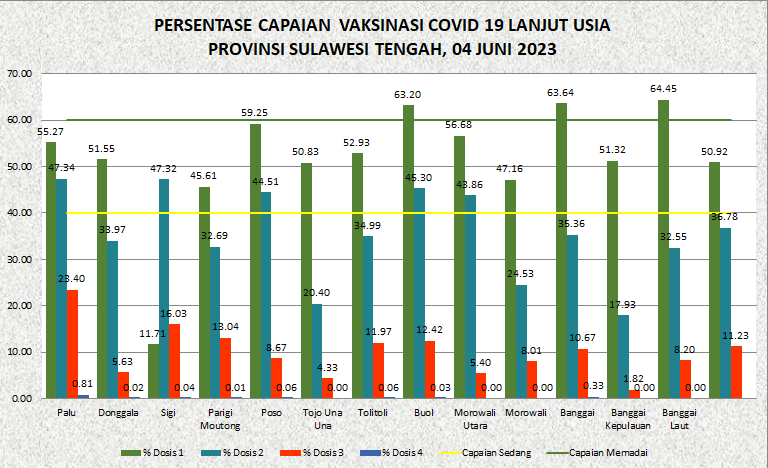 PERSENTASE CAPAIAN VAKSINASI COVID 19 LANJUT USIA
PROVINSI SULAWESI TENGAH, 04 JUNI 2023
70.00
60.00
50.00
40.00
30.00
20.00
10.00
0.00
55.27
47.34
23.40
0.81
51.55
33.97
5.63
0.02
11.71
47.32
16.03
0.04
45.61
32.69
13.04
0.01
59.25
44.51
8.67
0.06
50.83
20.40
4.33
0.00
52.93
34.99
11.97
0.06
63.20
45.30
12.42
0.03
56.68
43.86
5.40
0.00
47.16
24.53
8.01
0.00
63.64
35.36
10.67
0.33
51.32
17.93
1.82
0.00
64.45
32.55
8.20
0.00
50.92
36.78
11.23
Palu
Donggala
Sigi
Parigi
Moutong
Poso
Tojo Una
Una
Tolitoli
Buol
Morowali
Utara
Morowali
Banggai
Banggai
Kepulauan
Banggai
Laut
% Dosis 1
% Dosis 2
% Dosis 3
% Dosis 4
Capaian Sedang
Capaian Memadai